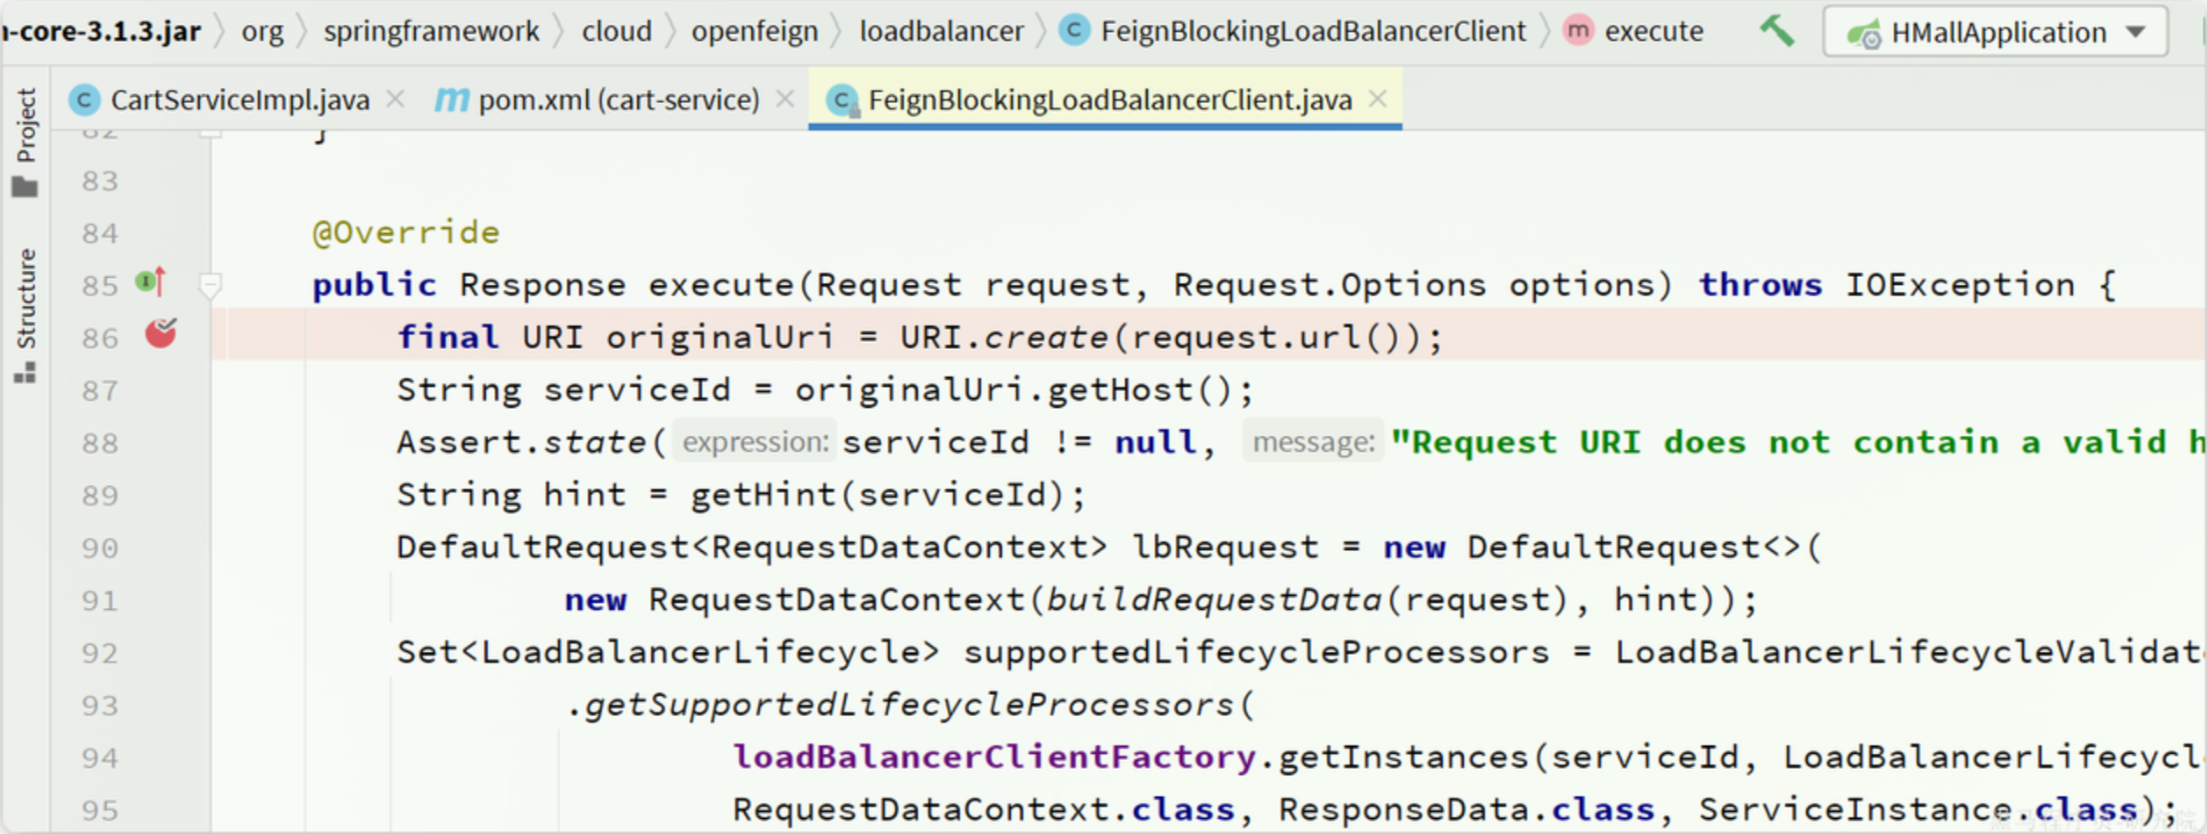 -core-3.1.3.jar org springframework cloud openfeign loadbalancer C FeignBlockingLoadBalancerClient m execute HMallApplication
C CartServiceImpl.java m pom.xml (cart-service) C FeignBlockingLoadBalancerClient.java
Project
Structure
82 }
83
84 @Override
85 public Response execute(Request request, Request.Options options) throws IOException {
86 final URI originalUri = URI.create(request.url());
87 String serviceId = originalUri.getHost();
88 Assert.state( expression: serviceId != null, message: "Request URI does not contain a valid h
89 String hint = getHint(serviceId);
90 DefaultRequest<RequestDataContext> lbRequest = new DefaultRequest<>(
91 new RequestDataContext(buildRequestData(request), hint));
92 Set<LoadBalancerLifecycle> supportedLifecycleProcessors = LoadBalancerLifecycleValidat
93 .getSupportedLifecycleProcessors(
94 loadBalancerClientFactory.getInstances(serviceId, LoadBalancerLifecycl
95 RequestDataContext.class, ResponseData.class, ServiceInstance.class);